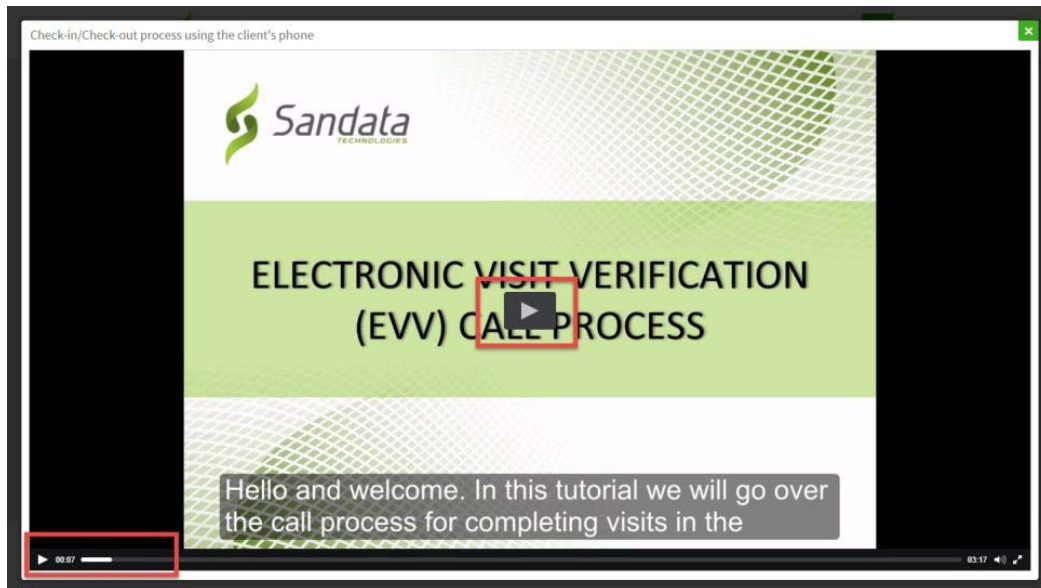 Check-in/Check-out process using the client's phone
x
Sandata
TECHNOLOGIES
ELECTRONIC VISIT VERIFICATION
(EVV) CALL PROCESS
Hello and welcome. In this tutorial we will go over
the call process for completing visits in the
00:07 03:17